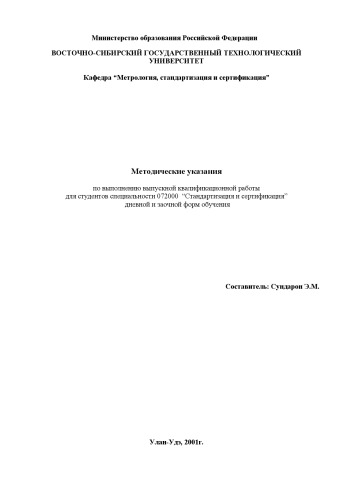 Министерство образования Российской Федерации
ВОСТОЧНО-СИБИРСКИЙ ГОСУДАРСТВЕННЫЙ ТЕХНОЛОГИЧЕСКИЙ
УНИВЕРСИТЕТ
Кафедра “Метрология, стандартизация и сертификация”
Методические указания
по выполнению выпускной квалификационной работы
для студентов специальности 072000 “Стандартизация и сертификация”
дневной и заочной форм обучения
Составитель: Сундарон Э.М.
Улан-Удэ, 2001г.